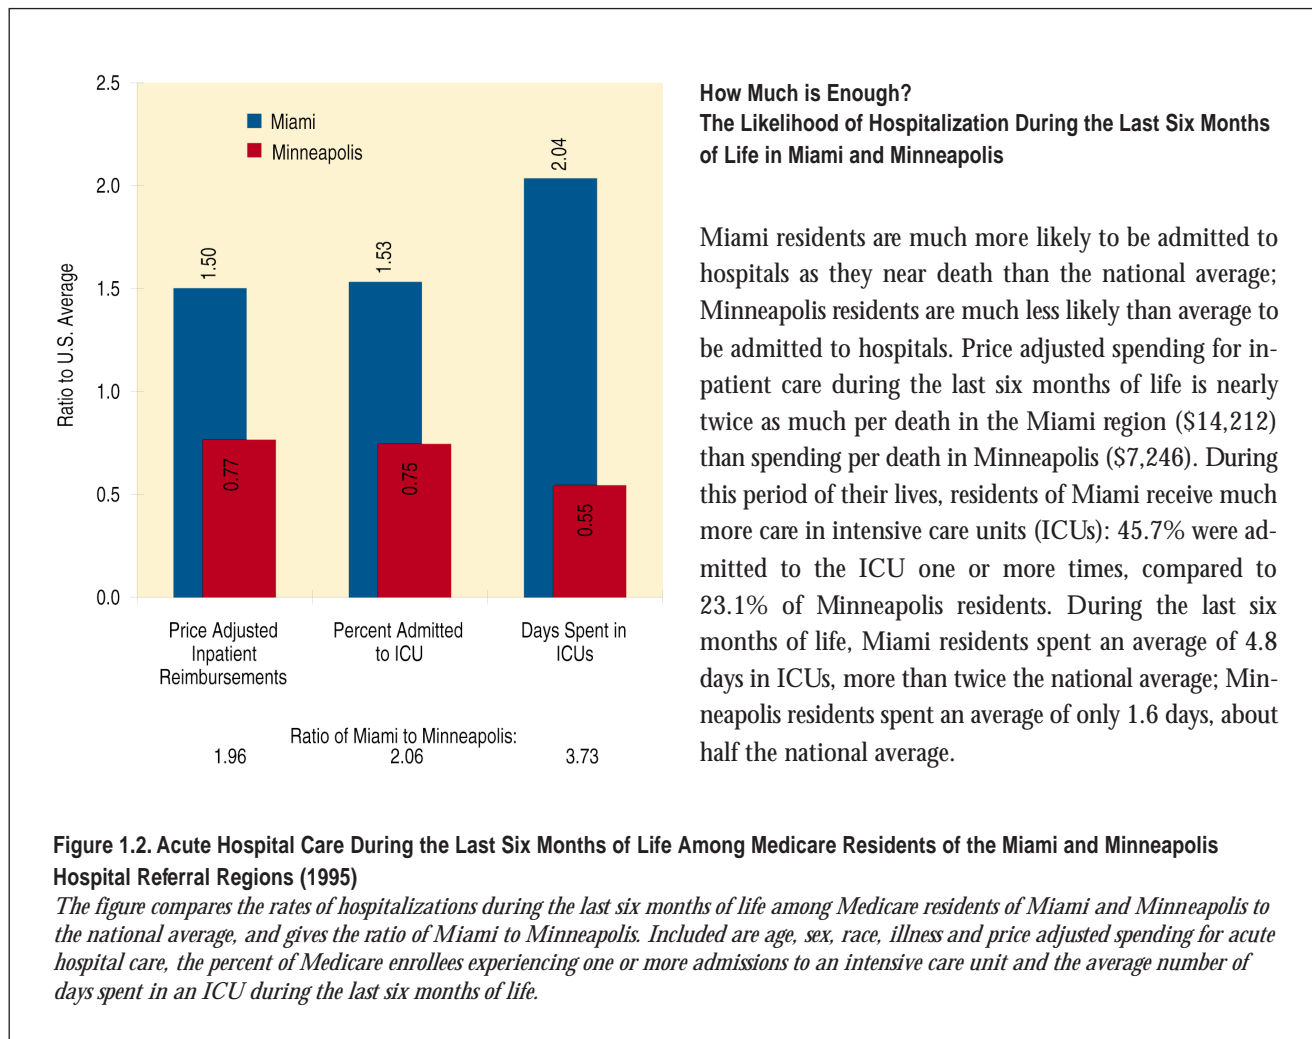 2.5
2.0
1.5
1.0
0.5
0.0
Ratio to U.S. Average
Miami
Minneapolis
1.50
0.77
1.53
0.75
2.04
0.55
Price Adjusted
Inpatient
Reimbursements
Percent Admitted
to ICU
Days Spent in
ICUs
Ratio of Miami to Minneapolis:
1.96 2.06 3.73
How Much is Enough?
The Likelihood of Hospitalization During the Last Six Months
of Life in Miami and Minneapolis
Miami residents are much more likely to be admitted to
hospitals as they near death than the national average;
Minneapolis residents are much less likely than average to
be admitted to hospitals. Price adjusted spending for in-
patient care during the last six months of life is nearly
twice as much per death in the Miami region ($14,212)
than spending per death in Minneapolis ($7,246). During
this period of their lives, residents of Miami receive much
more care in intensive care units (ICUs): 45.7% were ad-
mitted to the ICU one or more times, compared to
23.1% of Minneapolis residents. During the last six
months of life, Miami residents spent an average of 4.8
days in ICUs, more than twice the national average; Min-
neapolis residents spent an average of only 1.6 days, about
half the national average.
Figure 1.2. Acute Hospital Care During the Last Six Months of Life Among Medicare Residents of the Miami and Minneapolis
Hospital Referral Regions (1995)
The figure compares the rates of hospitalizations during the last six months of life among Medicare residents of Miami and Minneapolis to
the national average, and gives the ratio of Miami to Minneapolis. Included are age, sex, race, illness and price adjusted spending for acute
hospital care, the percent of Medicare enrollees experiencing one or more admissions to an intensive care unit and the average number of
days spent in an ICU during the last six months of life.